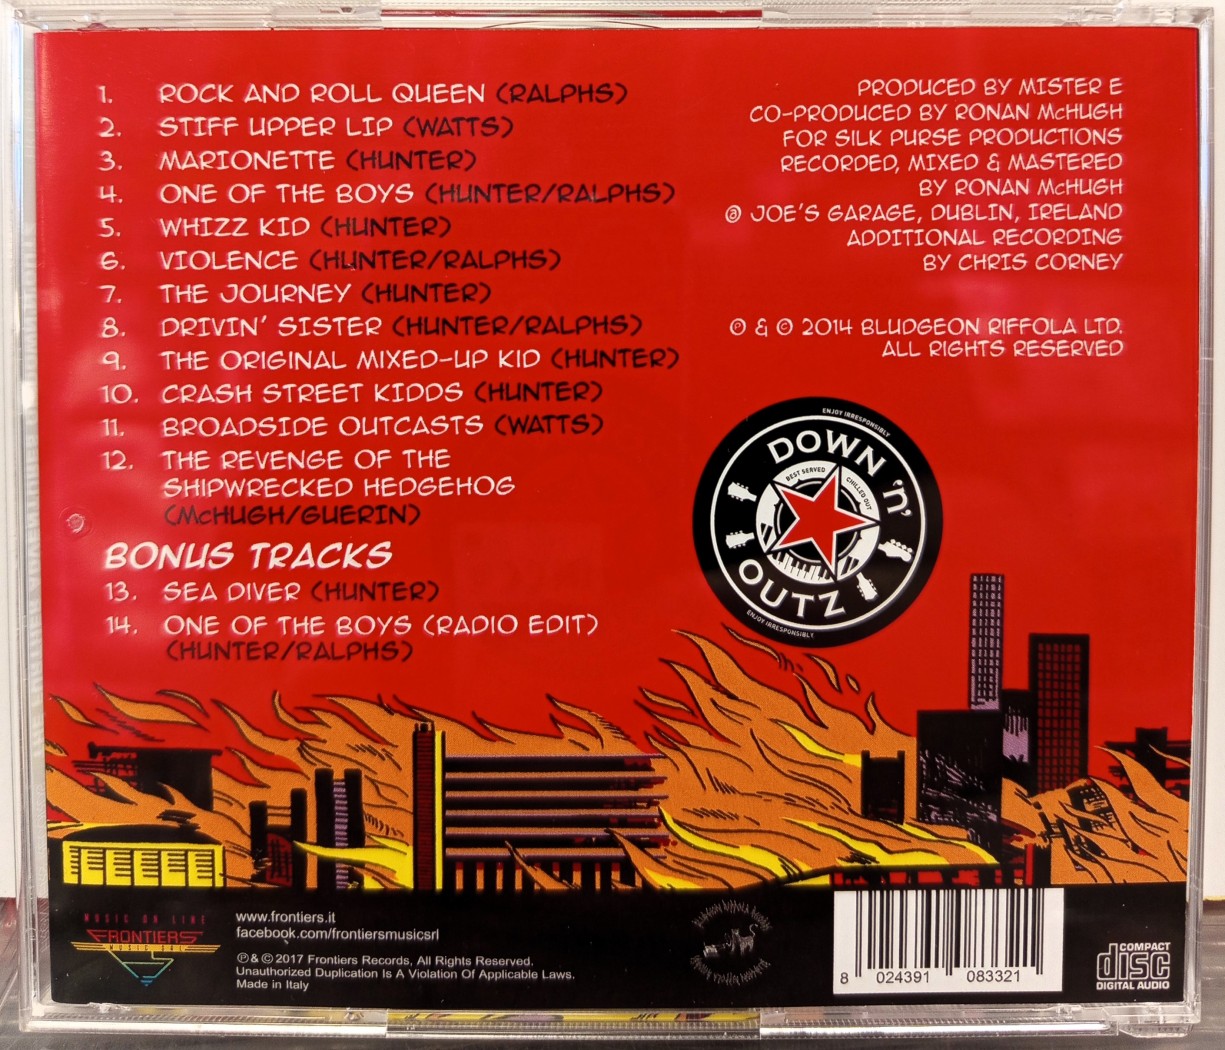 1. ROCK AND ROLL QUEEN (RALPHS)
2. STIFF UPPER LIP (WATTS)
3. MARIONETTE (HUNTER)
4. ONE OF THE BOYS (HUNTER/RALPHS)
5. WHIZZ KID (HUNTER)
6. VIOLENCE (HUNTER/RALPHS)
7. THE JOURNEY (HUNTER)
8. DRIVIN' SISTER (HUNTER/RALPHS)
9. THE ORIGINAL MIXED-UP KID (HUNTER)
10. CRASH STREET KIDDS (HUNTER)
11. BROADSIDE OUTCASTS (WATTS)
12. THE REVENGE OF THE
SHIPWRECKED HEDGEHOG
(McHUGH/GUERIN)
BONUS TRACKS
13. SEA DIVER (HUNTER)
14. ONE OF THE BOYS (RADIO EDIT)
(HUNTER/RALPHS)
PRODUCED BY MISTER E
CO-PRODUCED BY RONAN McHUGH
FOR SILK PURSE PRODUCTIONS
RECORDED, MIXED & MASTERED
BY RONAN McHUGH
@ JOE'S GARAGE, DUBLIN, IRELAND
ADDITIONAL RECORDING
BY CHRIS CORNEY
℗ & © 2014 BLUDGEON RIFFOLA LTD.
ALL RIGHTS RESERVED
ENJOY IRRESPONSIBLY
DOWN 'n'
BEST SERVED
CHILLED OUT
OUTZ
ENJOY IRRESPONSIBLY
MUSIC ON LINE
FRONTIERS
MUSIC SRL
www.frontiers.it
facebook.com/frontiersmusicsrl
℗ & © 2017 Frontiers Records, All Rights Reserved.
Unauthorized Duplication Is A Violation Of Applicable Laws.
Made in Italy
8 024391 083321
COMPACT
disc
DIGITAL AUDIO